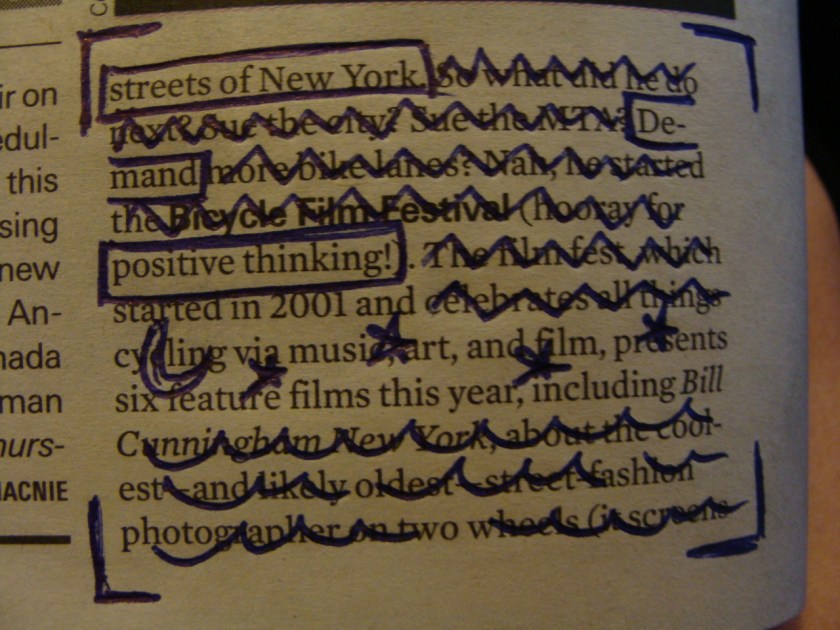 ir on
edul-
this
sing
new
An-
nada
man
nurs-
IACNIE
streets of New York. So what did he do
next? Sue the city? Sue the MTA? De-
mand more bike lanes? Nah, he started
the Bicycle Film Festival (hooray for
positive thinking!). The film fest, which
started in 2001 and celebrates all things
cycling via music, art, and film, presents
six feature films this year, including Bill
Cunningham New York, about the cool-
est—and likely oldest—street-fashion
photographer on two wheels (it screens